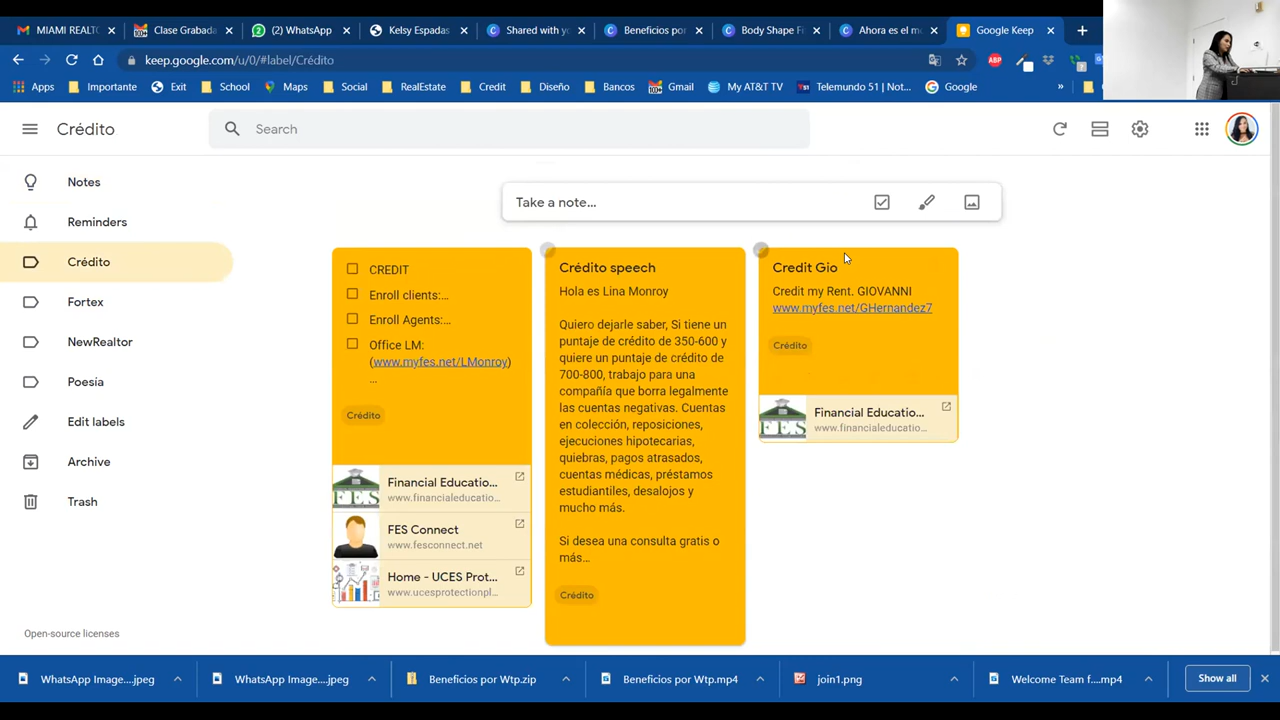 MIAMI REALTO
Clase Grabada
(2) WhatsApp
Kelsy Espadas
Shared with yo
Beneficios por
Body Shape Fi
Ahora es el m
Google Keep
keep.google.com/u/0/#label/Crédito
ABP
Apps
Importante
Exit
School
Maps
Social
RealEstate
Credit
Diseño
Bancos
Gmail
My AT&T TV
Telemundo 51 | Not...
Google
»
Crédito
Search
Notes
Reminders
Crédito
Fortex
NewRealtor
Poesía
Edit labels
Archive
Trash
Open-source licenses
Take a note...
CREDIT
Enroll clients:...
Enroll Agents:...
Office LM:
(www.myfes.net/LMonroy)
...
Crédito
Financial Educatio...
www.financialeducatio...
FES Connect
www.fesconnect.net
Home - UCES Prot...
www.ucesprotectionpl...
Crédito speech
Hola es Lina Monroy
Quiero dejarle saber, Si tiene un
puntaje de crédito de 350-600 y
quiere un puntaje de crédito de
700-800, trabajo para una
compañía que borra legalmente
las cuentas negativas. Cuentas
en colección, reposiciones,
ejecuciones hipotecarias,
quiebras, pagos atrasados,
cuentas médicas, préstamos
estudiantiles, desalojos y
mucho más.
Si desea una consulta gratis o
más...
Crédito
Credit Gio
Credit my Rent. GIOVANNI
www.myfes.net/GHernandez7
Crédito
FES
Financial Educatio...
www.financialeducatio...
WhatsApp Image....jpeg
WhatsApp Image....jpeg
Beneficios por Wtp.zip
Beneficios por Wtp.mp4
join1.png
Welcome Team f....mp4
Show all